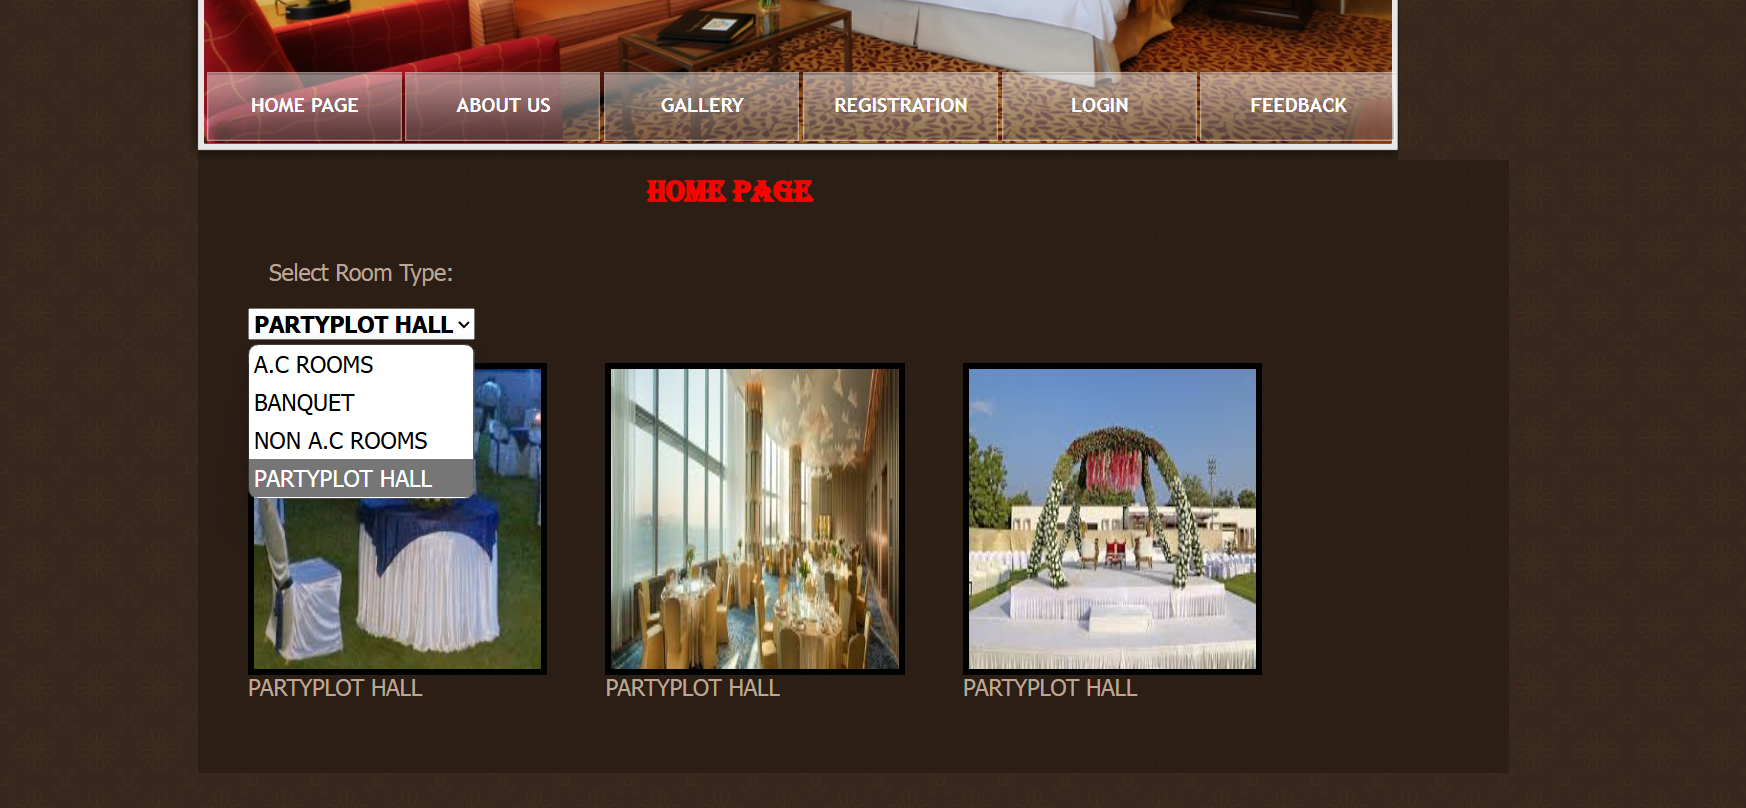 HOME PAGE ABOUT US GALLERY REGISTRATION LOGIN FEEDBACK
HOME PAGE
Select Room Type:
PARTYPLOT HALL
A.C ROOMS
BANQUET
NON A.C ROOMS
PARTYPLOT HALL
PARTYPLOT HALL PARTYPLOT HALL PARTYPLOT HALL